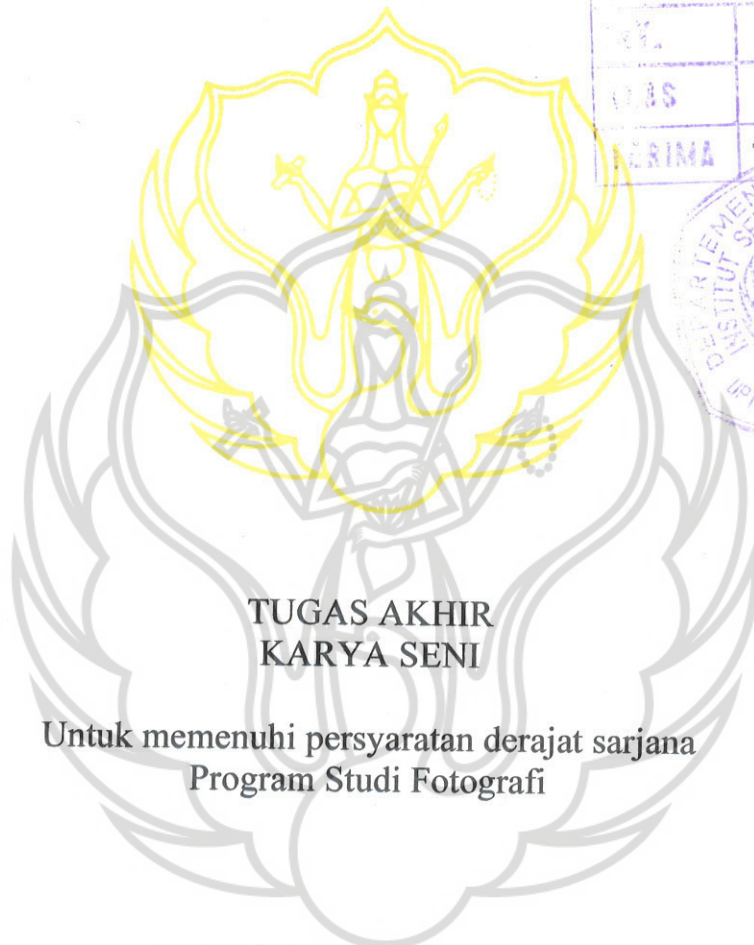 TUGAS AKHIR
KARYA SENI
Untuk memenuhi persyaratan derajat sarjana
Program Studi Fotografi